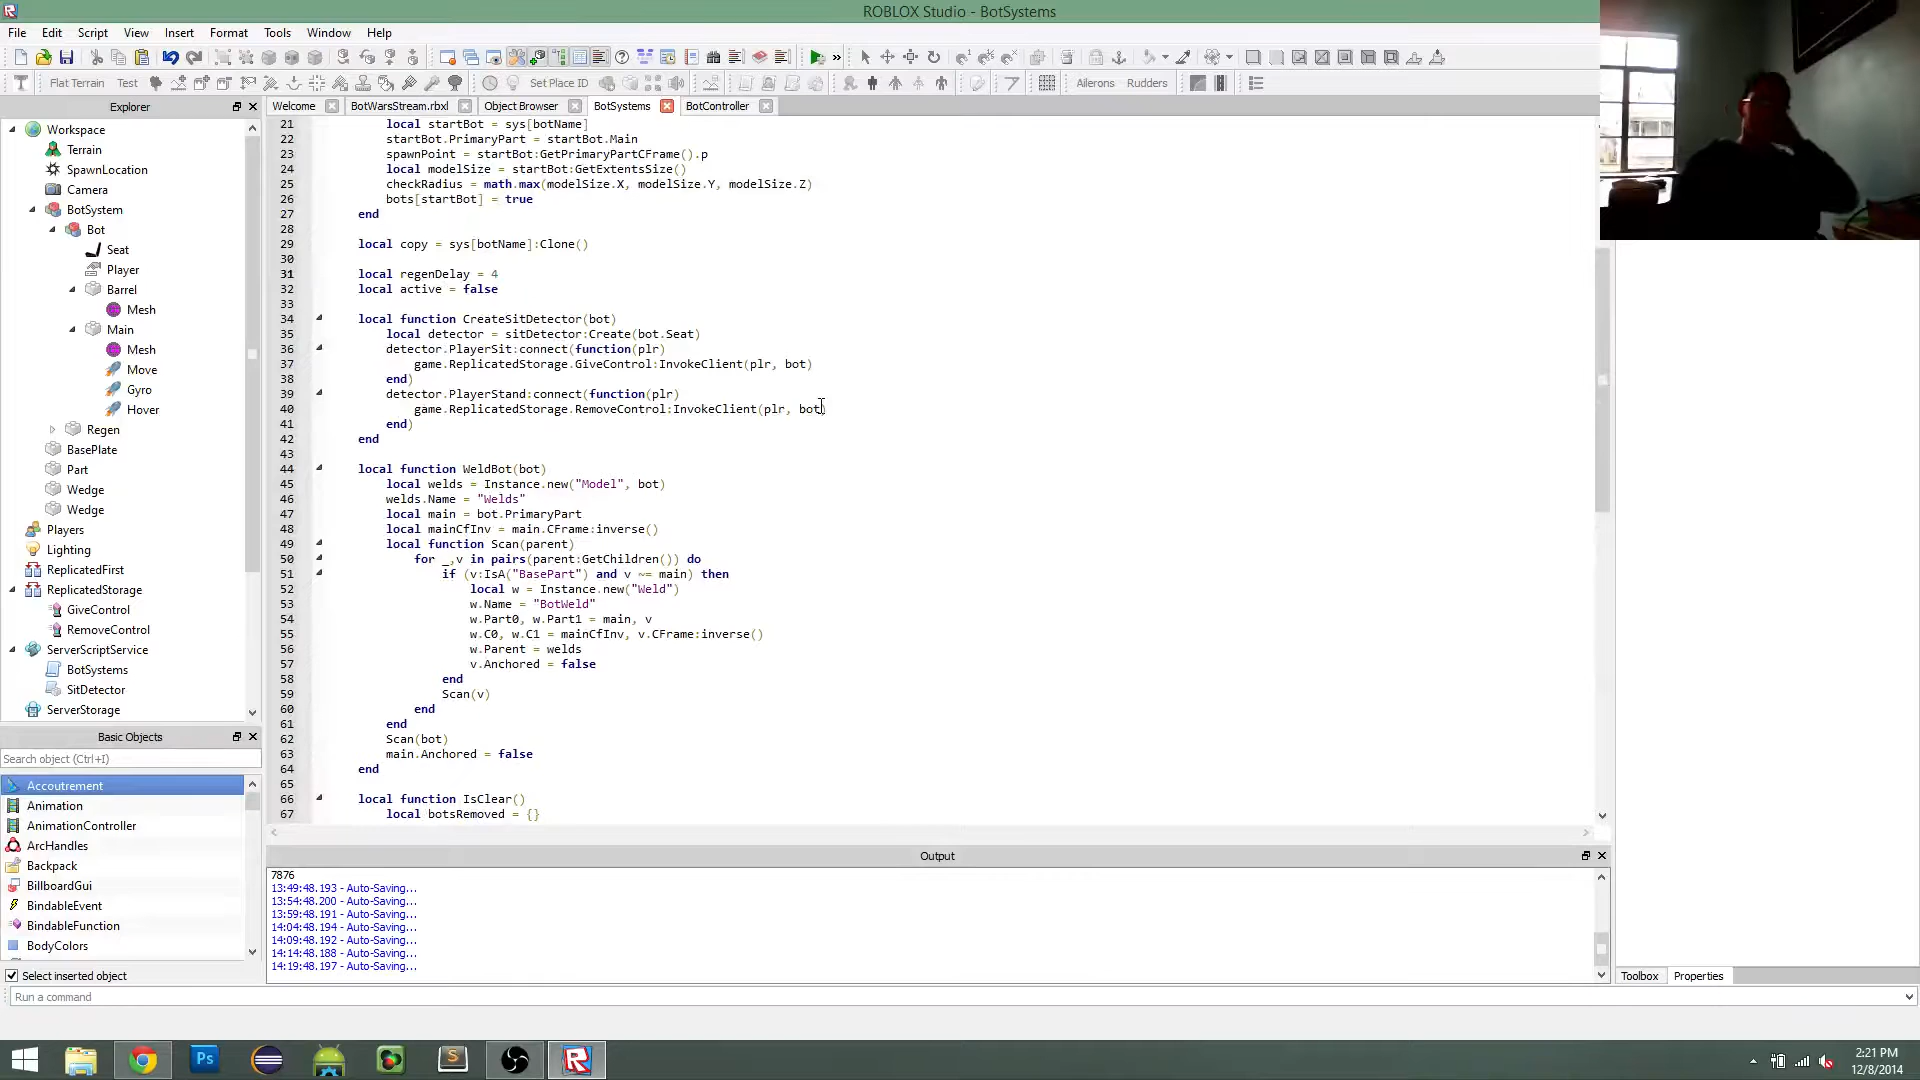 ROBLOX Studio - BotSystems
File Edit Script View Insert Format Tools Window Help
Flat Terrain Test Set Place ID Ailerons Rudders
Explorer
Welcome BotWarsStream.rbxl Object Browser BotSystems BotController
Workspace
Terrain
SpawnLocation
Camera
BotSystem
Bot
Seat
Player
Barrel
Mesh
Main
Mesh
Move
Gyro
Hover
Regen
BasePlate
Part
Wedge
Wedge
Players
Lighting
ReplicatedFirst
ReplicatedStorage
GiveControl
RemoveControl
ServerScriptService
BotSystems
SitDetector
ServerStorage
21 local startBot = sys[botName]
22 startBot.PrimaryPart = startBot.Main
23 spawnPoint = startBot:GetPrimaryPartCFrame().p
24 local modelSize = startBot:GetExtentsSize()
25 checkRadius = math.max(modelSize.X, modelSize.Y, modelSize.Z)
26 bots[startBot] = true
27 end
28
29 local copy = sys[botName]:Clone()
30
31 local regenDelay = 4
32 local active = false
33
34 local function CreateSitDetector(bot)
35 local detector = sitDetector:Create(bot.Seat)
36 detector.PlayerSit:connect(function(plr)
37 game.ReplicatedStorage.GiveControl:InvokeClient(plr, bot)
38 end)
39 detector.PlayerStand:connect(function(plr)
40 game.ReplicatedStorage.RemoveControl:InvokeClient(plr, bot)
41 end)
42 end
43
44 local function WeldBot(bot)
45 local welds = Instance.new("Model", bot)
46 welds.Name = "Welds"
47 local main = bot.PrimaryPart
48 local mainCfInv = main.CFrame:inverse()
49 local function Scan(parent)
50 for _,v in pairs(parent:GetChildren()) do
51 if (v:IsA("BasePart") and v ~= main) then
52 local w = Instance.new("Weld")
53 w.Name = "BotWeld"
54 w.Part0, w.Part1 = main, v
55 w.C0, w.C1 = mainCfInv, v.CFrame:inverse()
56 w.Parent = welds
57 v.Anchored = false
58 end
59 Scan(v)
60 end
61 end
62 Scan(bot)
63 main.Anchored = false
64 end
65
66 local function IsClear()
67 local botsRemoved = {}
Basic Objects
Search object (Ctrl+I)
Accoutrement
Animation
AnimationController
ArcHandles
Backpack
BillboardGui
BindableEvent
BindableFunction
BodyColors
Select inserted object
Output
7876
13:49:48.193 - Auto-Saving...
13:54:48.200 - Auto-Saving...
13:59:48.191 - Auto-Saving...
14:04:48.194 - Auto-Saving...
14:09:48.192 - Auto-Saving...
14:14:48.188 - Auto-Saving...
14:19:48.197 - Auto-Saving...
Toolbox Properties
Run a command
Ps
S
2:21 PM
12/8/2014